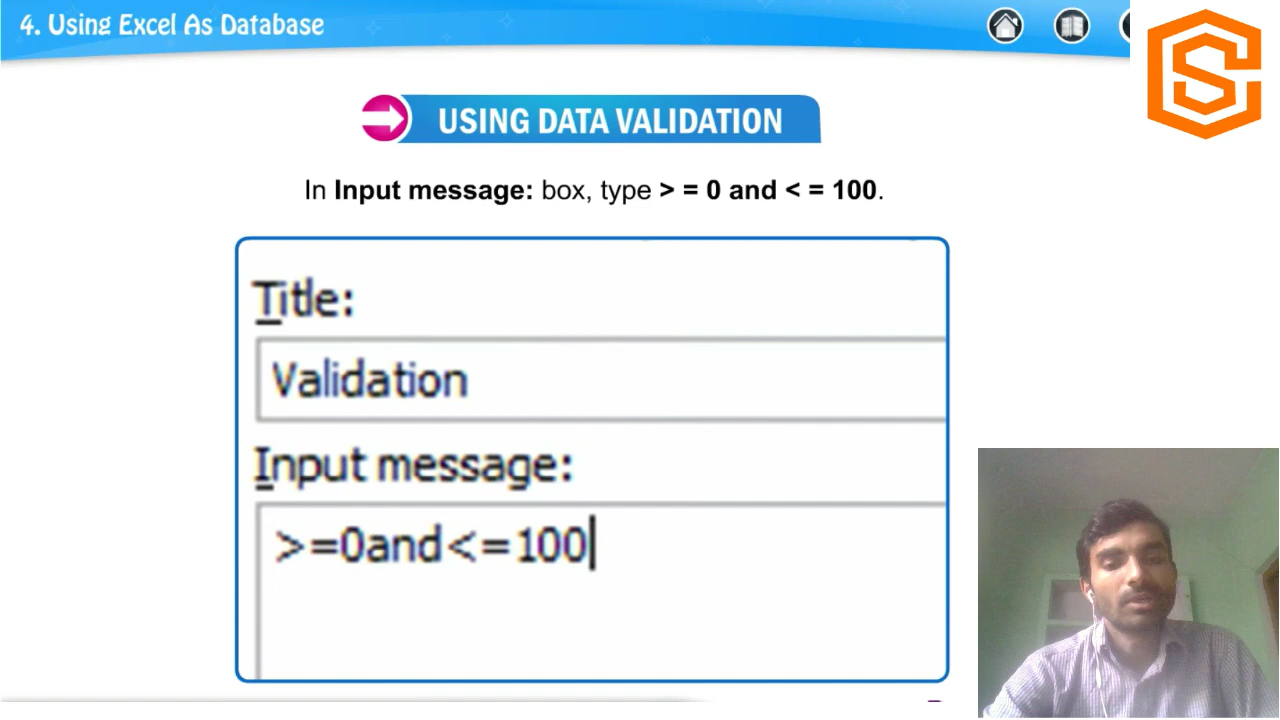 4. Using Excel As Database
USING DATA VALIDATION
In Input message: box, type > = 0 and < = 100.
Title:
Validation
Input message:
>=0and<=100